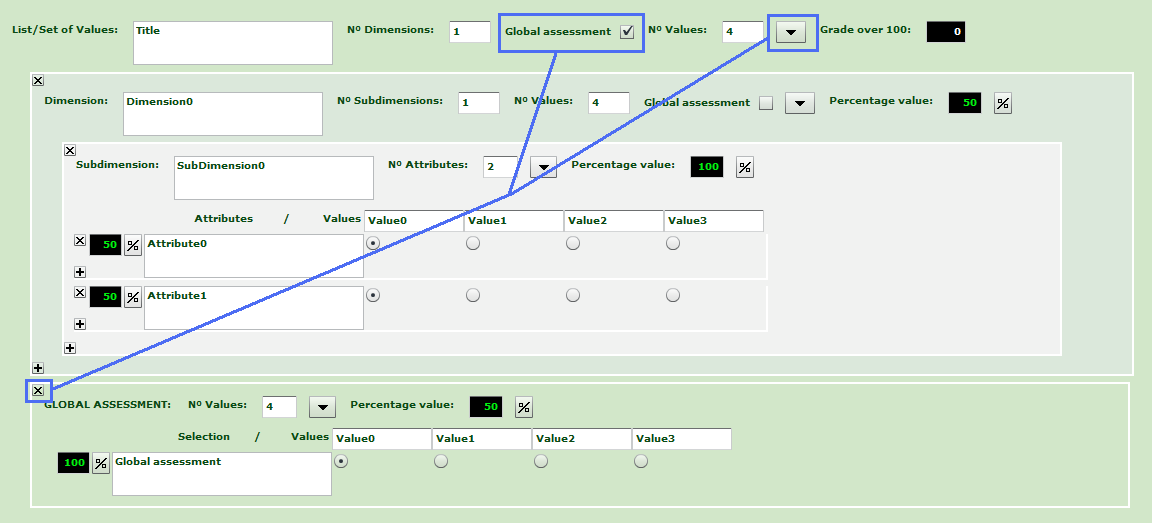 List/Set of Values: Title Nº Dimensions: 1 Global assessment Nº Values: 4 Grade over 100: 0
Dimension: Dimension0 Nº Subdimensions: 1 Nº Values: 4 Global assessment Percentage value: 50 %
Subdimension: SubDimension0 Nº Attributes: 2 Percentage value: 100 %
Attributes / Values Value0 Value1 Value2 Value3
50 % Attribute0
50 % Attribute1
GLOBAL ASSESSMENT: Nº Values: 4 Percentage value: 50 %
Selection / Values Value0 Value1 Value2 Value3
100 % Global assessment